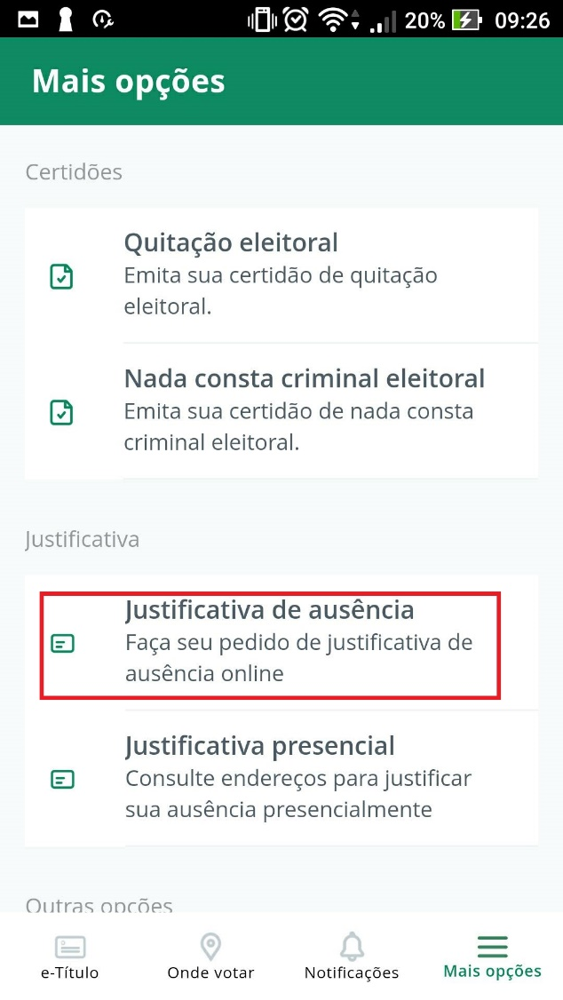 20% 09:26
Mais opções
Certidões
Quitação eleitoral
Emita sua certidão de quitação
eleitoral.
Nada consta criminal eleitoral
Emita sua certidão de nada consta
criminal eleitoral.
Justificativa
Justificativa de ausência
Faça seu pedido de justificativa de
ausência online
Justificativa presencial
Consulte endereços para justificar
sua ausência presencialmente
Outras opções
e-Título Onde votar Notificações Mais opções